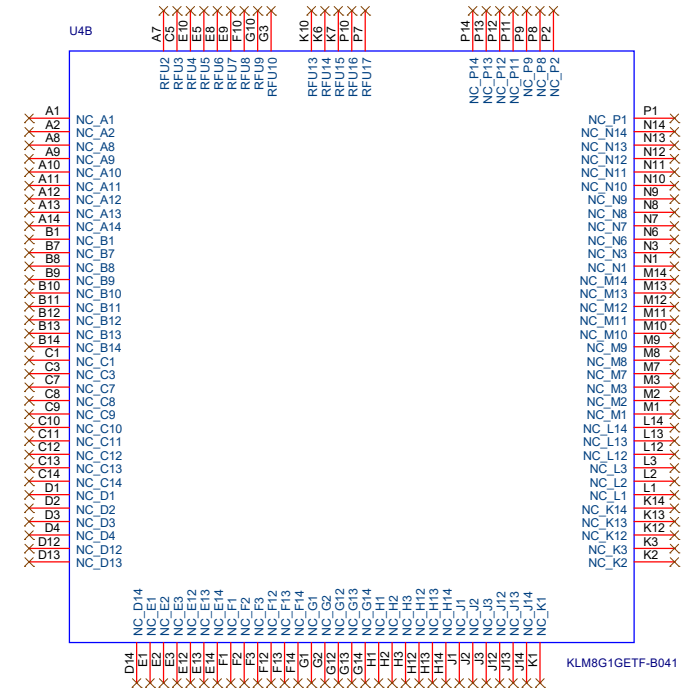 U4B
A7 C5 E10 E5 E8 E9 F10 G10 G3 K10 K6 K7 P10 P7 P14 P13 P12 P11 P9 P8 P2
RFU2 RFU3 RFU4 RFU5 RFU6 RFU7 RFU8 RFU9 RFU10 RFU13 RFU14 RFU15 RFU16 RFU17 NC_P14 NC_P13 NC_P12 NC_P11 NC_P9 NC_P8 NC_P2
A1 NC_A1 NC_P1 P1
A2 NC_A2 NC_N14 N14
A8 NC_A8 NC_N13 N13
A9 NC_A9 NC_N12 N12
A10 NC_A10 NC_N11 N11
A11 NC_A11 NC_N10 N10
A12 NC_A12 NC_N9 N9
A13 NC_A13 NC_N8 N8
A14 NC_A14 NC_N7 N7
B1 NC_B1 NC_N6 N6
B7 NC_B7 NC_N3 N3
B8 NC_B8 NC_N1 N1
B9 NC_B9 NC_M14 M14
B10 NC_B10 NC_M13 M13
B11 NC_B11 NC_M12 M12
B12 NC_B12 NC_M11 M11
B13 NC_B13 NC_M10 M10
B14 NC_B14 NC_M9 M9
C1 NC_C1 NC_M8 M8
C3 NC_C3 NC_M7 M7
C7 NC_C7 NC_M3 M3
C8 NC_C8 NC_M2 M2
C9 NC_C9 NC_M1 M1
C10 NC_C10 NC_L14 L14
C11 NC_C11 NC_L13 L13
C12 NC_C12 NC_L12 L12
C13 NC_C13 NC_L3 L3
C14 NC_C14 NC_L2 L2
D1 NC_D1 NC_L1 L1
D2 NC_D2 NC_K14 K14
D3 NC_D3 NC_K13 K13
D4 NC_D4 NC_K12 K12
D12 NC_D12 NC_K3 K3
D13 NC_D13 NC_K2 K2
NC_D14 NC_E1 NC_E2 NC_E3 NC_E12 NC_E13 NC_E14 NC_F1 NC_F2 NC_F3 NC_F12 NC_F13 NC_F14 NC_G1 NC_G2 NC_G12 NC_G13 NC_G14 NC_H1 NC_H2 NC_H3 NC_H12 NC_H13 NC_H14 NC_J1 NC_J2 NC_J3 NC_J12 NC_J13 NC_J14 NC_K1
D14 E1 E2 E3 E12 E13 E14 F1 F2 F3 F12 F13 F14 G1 G2 G12 G13 G14 H1 H2 H3 H12 H13 H14 J1 J2 J3 J12 J13 J14 K1
KLM8G1GETF-B041